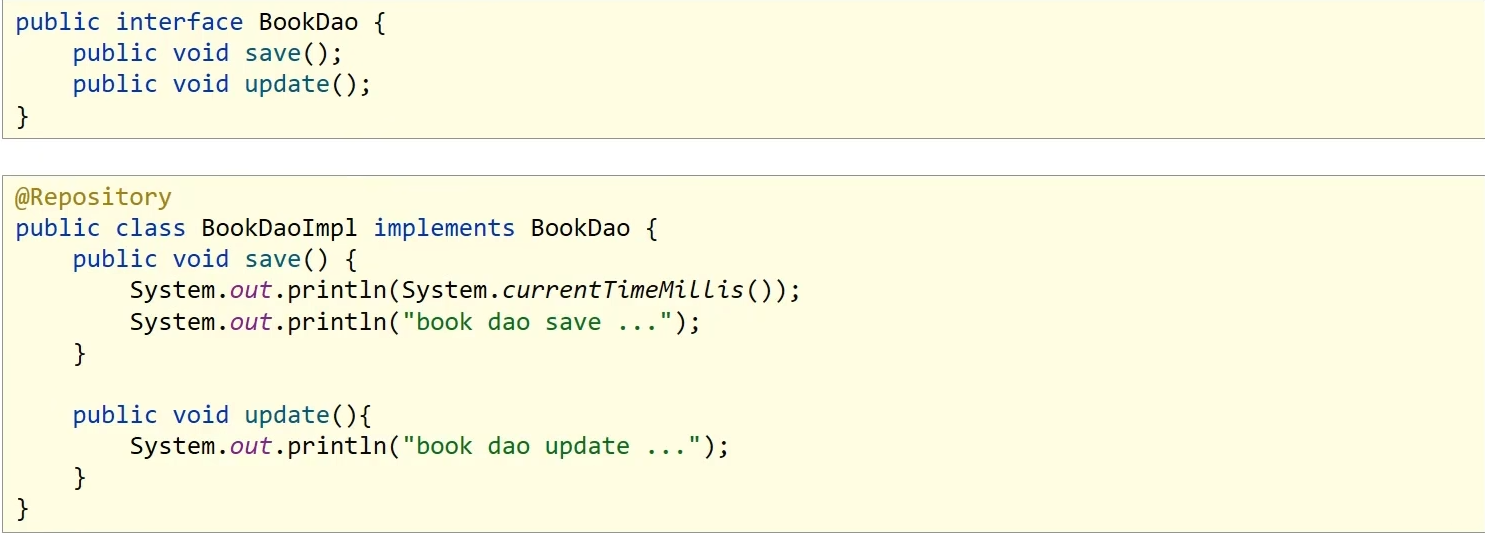 public interface BookDao {
    public void save();
    public void update();
}
@Repository
public class BookDaoImpl implements BookDao {
    public void save() {
        System.out.println(System.currentTimeMillis());
        System.out.println("book dao save ...");
    }
    public void update(){
        System.out.println("book dao update ...");
    }
}